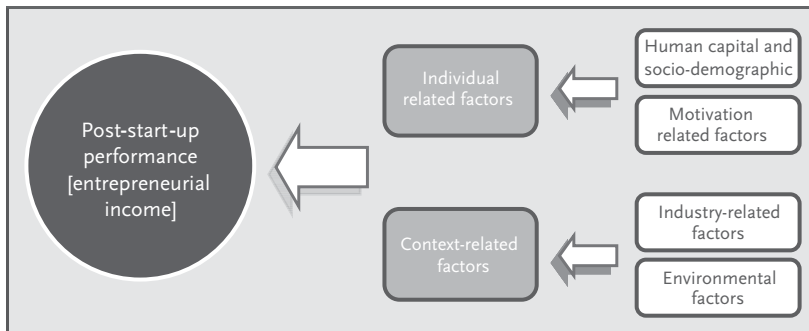 Post-start-up
performance
[entrepreneurial
income]
Individual
related factors
Human capital and
socio-demographic
Motivation
related factors
Context-related
factors
Industry-related
factors
Environmental
factors